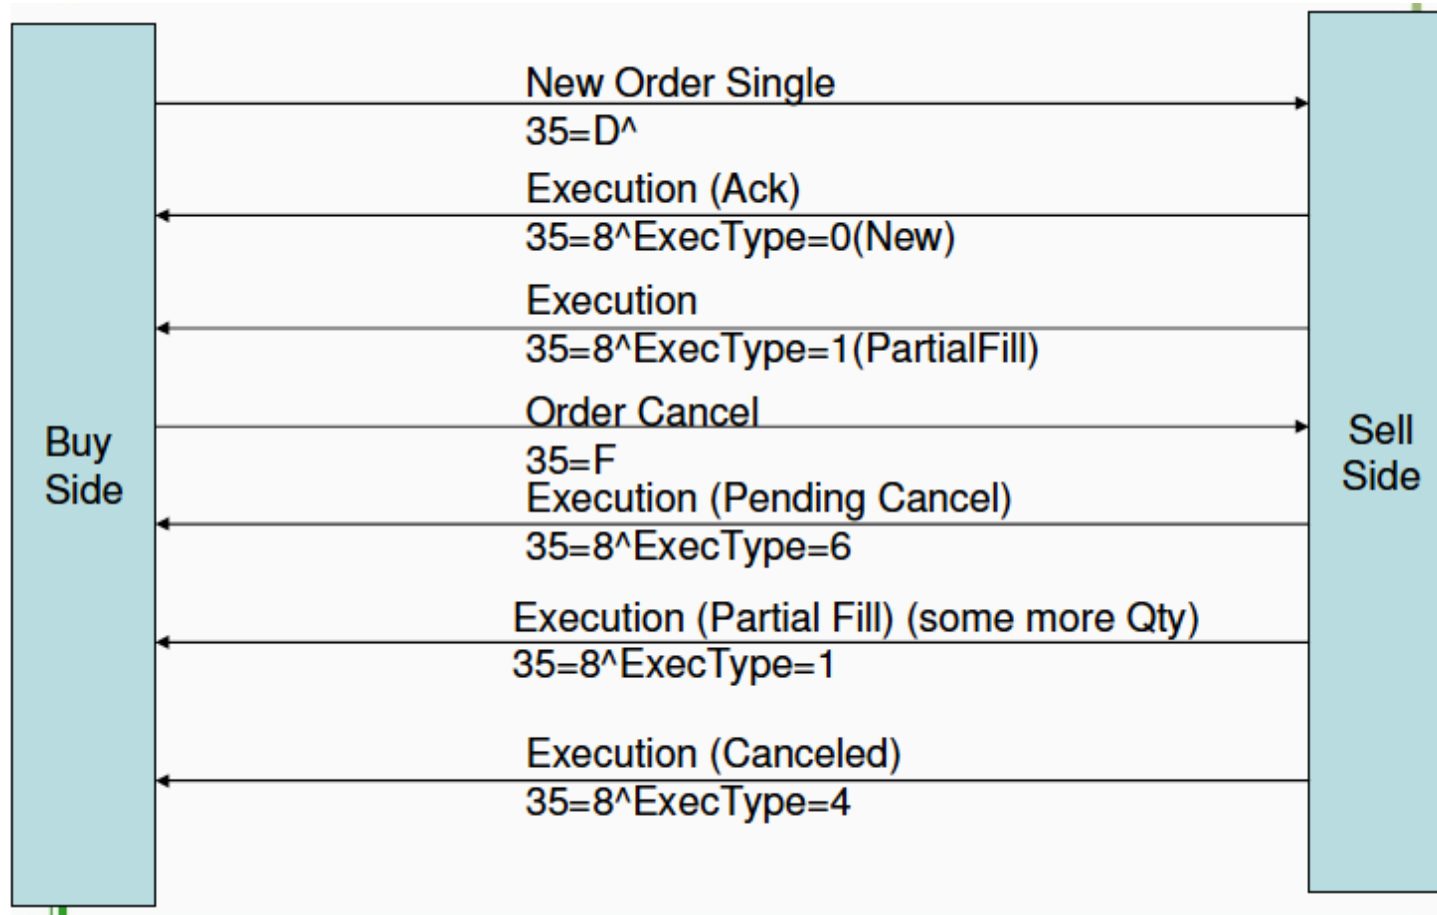 New Order Single
35=D^
Execution (Ack)
35=8^ExecType=0(New)
Execution
35=8^ExecType=1(PartialFill)
Order Cancel
35=F
Execution (Pending Cancel)
35=8^ExecType=6
Execution (Partial Fill) (some more Qty)
35=8^ExecType=1
Execution (Canceled)
35=8^ExecType=4
Buy
Side
Sell
Side